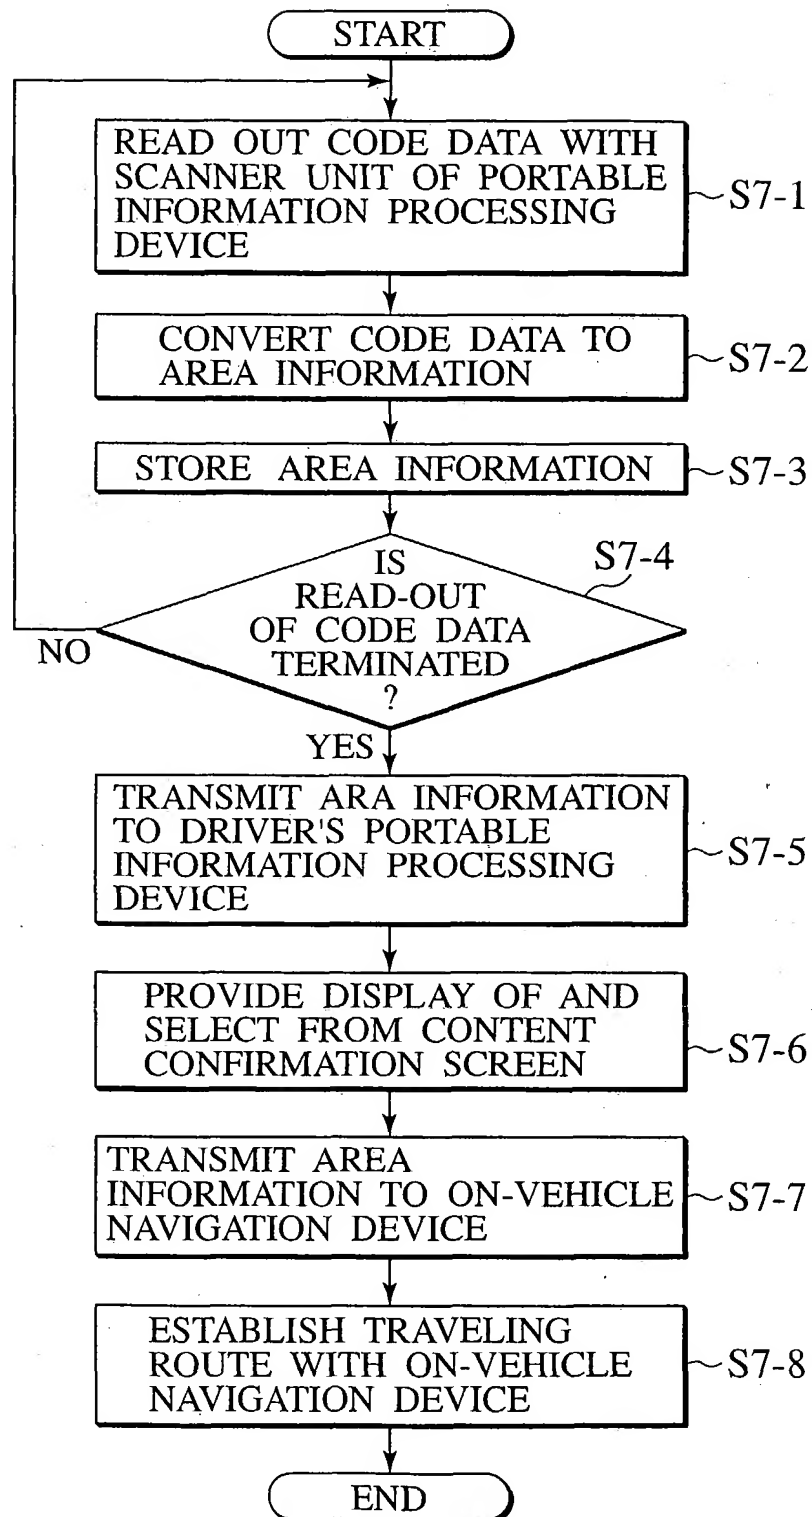 START
READ OUT CODE DATA WITH
SCANNER UNIT OF PORTABLE
INFORMATION PROCESSING
DEVICE
S7-1
CONVERT CODE DATA TO
AREA INFORMATION
S7-2
STORE AREA INFORMATION
S7-3
IS
READ-OUT
OF CODE DATA
TERMINATED
?
S7-4
NO
YES
TRANSMIT ARA INFORMATION
TO DRIVER'S PORTABLE
INFORMATION PROCESSING
DEVICE
S7-5
PROVIDE DISPLAY OF AND
SELECT FROM CONTENT
CONFIRMATION SCREEN
S7-6
TRANSMIT AREA
INFORMATION TO ON-VEHICLE
NAVIGATION DEVICE
S7-7
ESTABLISH TRAVELING
ROUTE WITH ON-VEHICLE
NAVIGATION DEVICE
S7-8
END